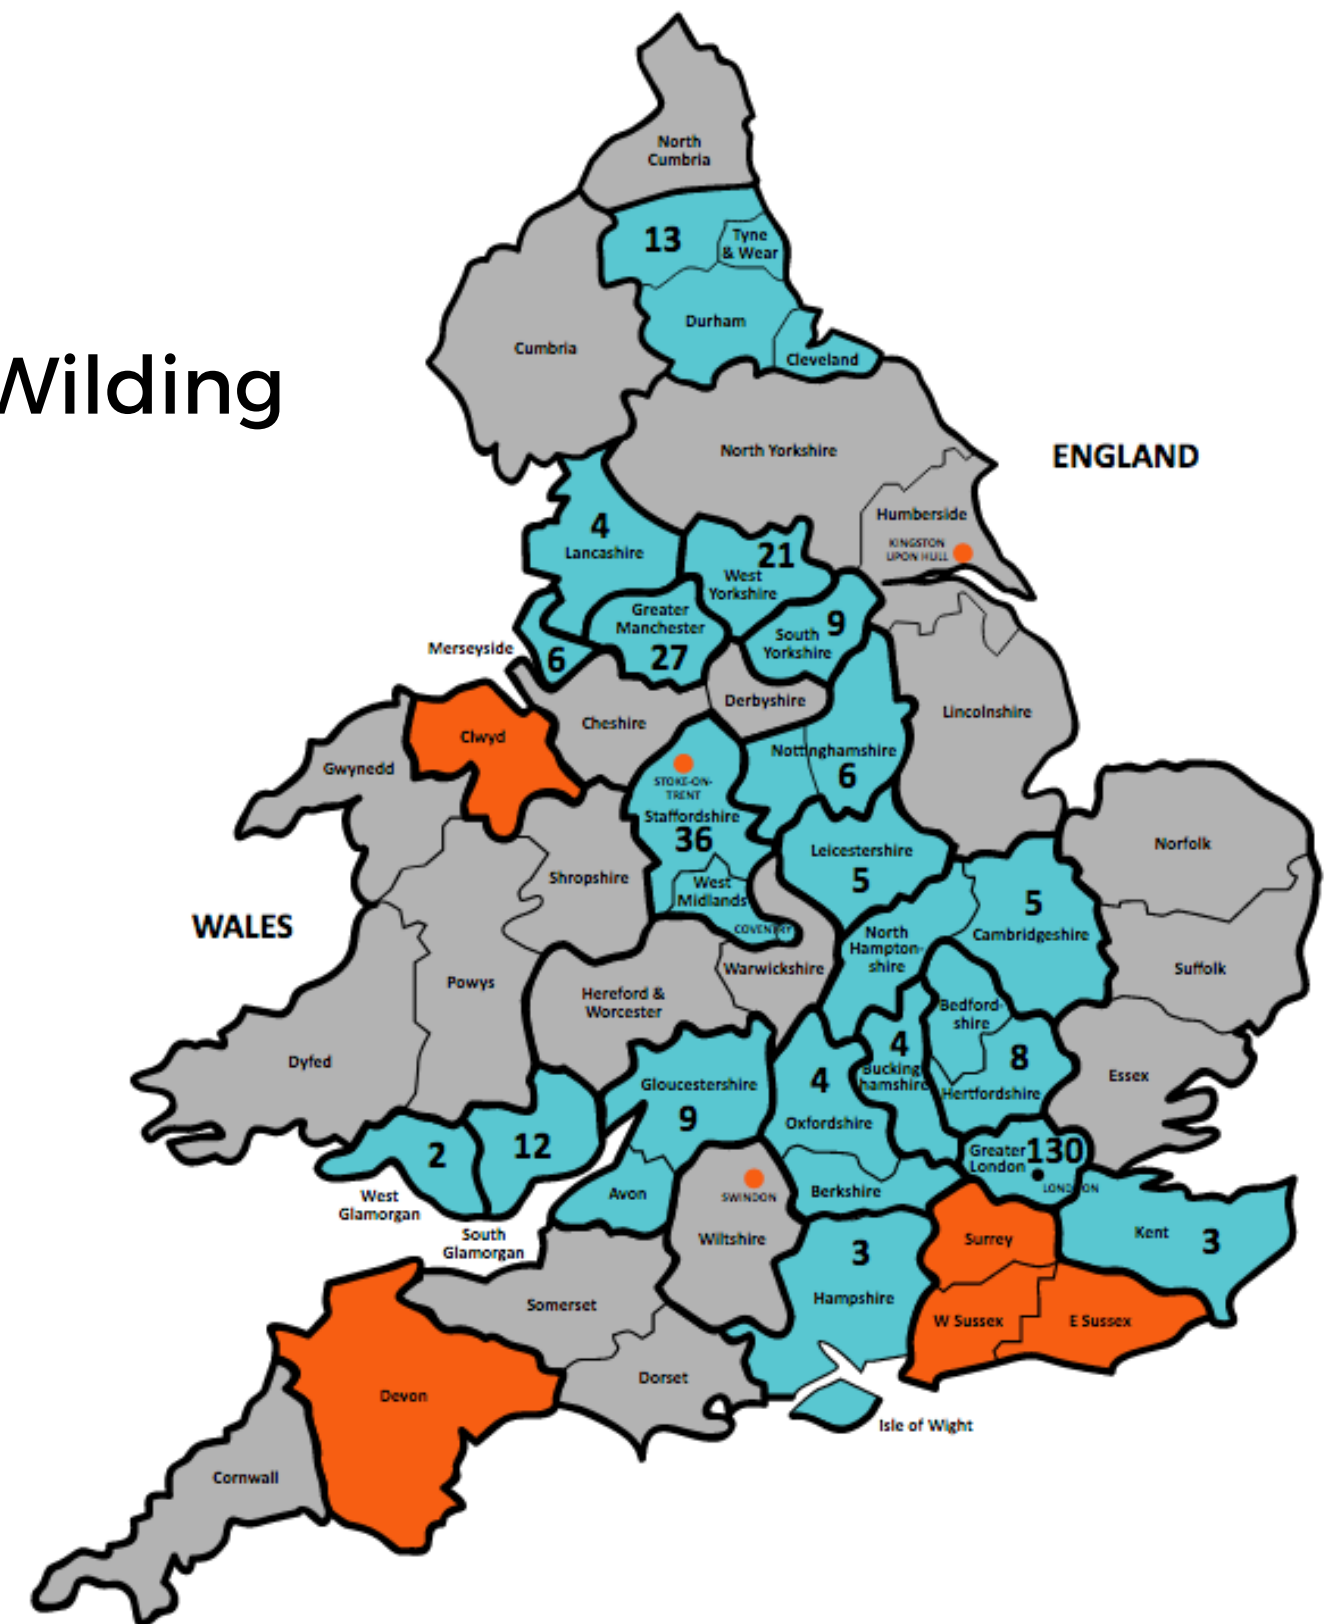 North
Cumbria
13
Tyne
& Wear
Durham
Cumbria
Cleveland
Wilding
North Yorkshire
ENGLAND
Humberside
KINGSTON
UPON HULL
4
Lancashire
21
West
Yorkshire
Greater
Manchester
27
9
South
Yorkshire
Merseyside
6
Derbyshire
Cheshire
Lincolnshire
Clwyd
Gwynedd
Nottinghamshire
6
STOKE-ON-
TRENT
Staffordshire
36
Leicestershire
5
Norfolk
Shropshire
West
Midlands
COVENTRY
5
Cambridgeshire
WALES
North
Hampton-
shire
Warwickshire
Suffolk
Powys
Hereford &
Worcester
Bedford-
shire
Dyfed
4
Bucking
hamshire
8
Hertfordshire
Essex
Gloucestershire
9
4
Oxfordshire
2
12
Greater
London
130
LONDON
West
Glamorgan
Avon
SWINDON
Berkshire
South
Glamorgan
Wiltshire
Surrey
Kent
3
3
Hampshire
Somerset
W Sussex
E Sussex
Dorset
Devon
Isle of Wight
Cornwall